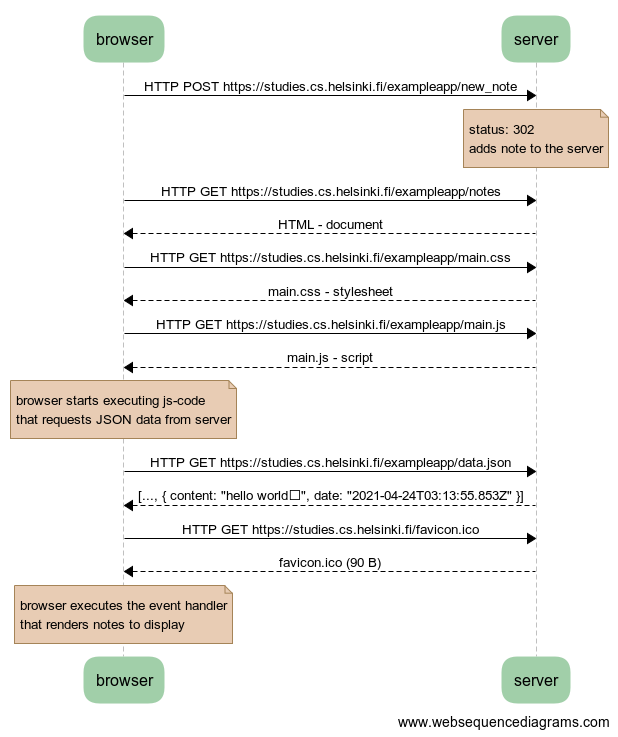 browser server
HTTP POST https://studies.cs.helsinki.fi/exampleapp/new_note
status: 302
adds note to the server
HTTP GET https://studies.cs.helsinki.fi/exampleapp/notes
HTML - document
HTTP GET https://studies.cs.helsinki.fi/exampleapp/main.css
main.css - stylesheet
HTTP GET https://studies.cs.helsinki.fi/exampleapp/main.js
main.js - script
browser starts executing js-code
that requests JSON data from server
HTTP GET https://studies.cs.helsinki.fi/exampleapp/data.json
[..., { content: "hello world□", date: "2021-04-24T03:13:55.853Z" }]
HTTP GET https://studies.cs.helsinki.fi/favicon.ico
favicon.ico (90 B)
browser executes the event handler
that renders notes to display
browser server
www.websequencediagrams.com